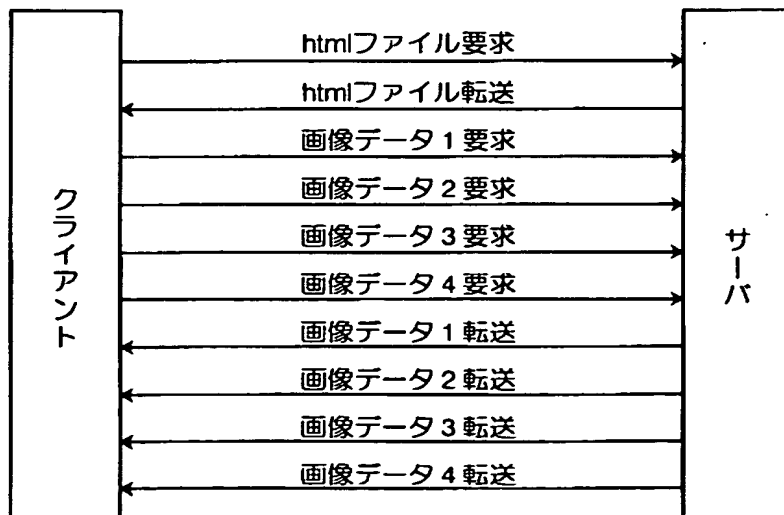 htmlファイル要求
htmlファイル転送
画像データ1要求
画像データ2要求
画像データ3要求
画像データ4要求
画像データ1転送
画像データ2転送
画像データ3転送
画像データ4転送
クライアント
サーバ